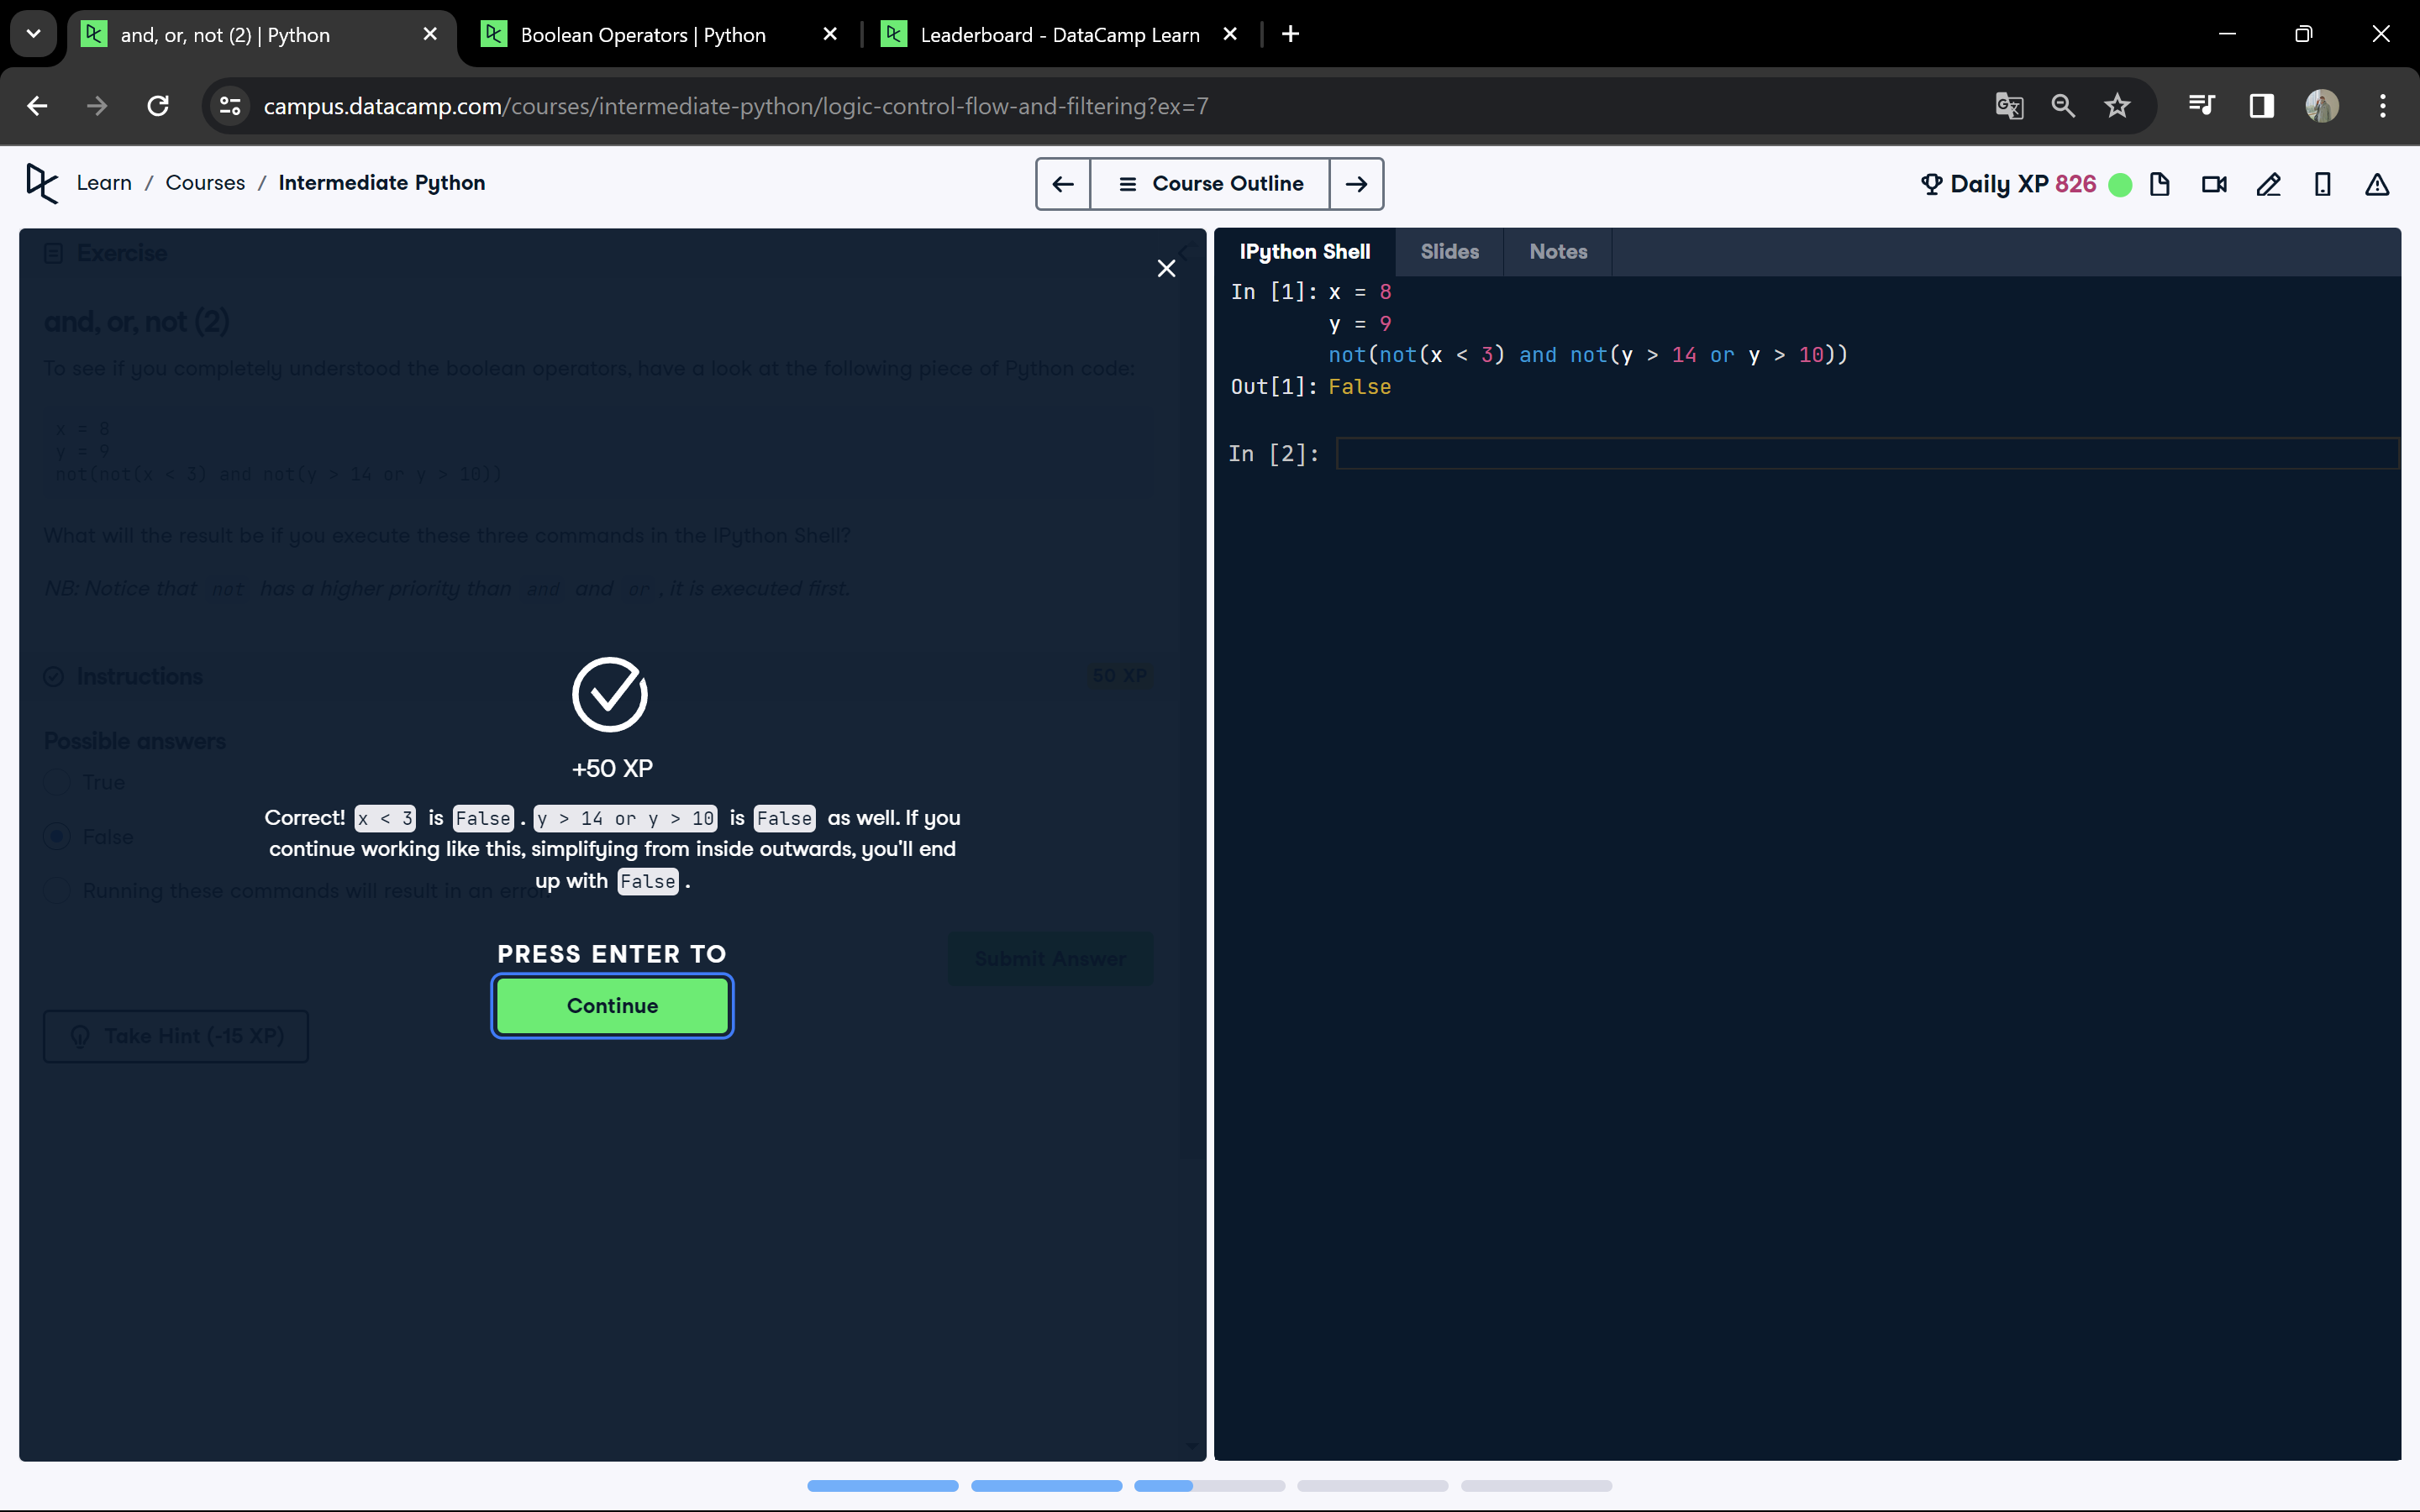 and, or, not (2) | Python
Boolean Operators | Python
Leaderboard - DataCamp Learn
campus.datacamp.com/courses/intermediate-python/logic-control-flow-and-filtering?ex=7
Learn / Courses / Intermediate Python
Course Outline
Daily XP 826
Exercise
and, or, not (2)
To see if you completely understood the boolean operators, have a look at the following piece of Python code:
x = 8
y = 9
not(not(x < 3) and not(y > 14 or y > 10))
What will the result be if you execute these three commands in the IPython Shell?
NB: Notice that not has a higher priority than and and or, it is executed first.
Instructions
50 XP
Possible answers
True
False
Running these commands will result in an error.
Submit Answer
Take Hint (-15 XP)
+50 XP
Correct! x < 3 is False. y > 14 or y > 10 is False as well. If you
continue working like this, simplifying from inside outwards, you'll end
up with False.
PRESS ENTER TO
Continue
IPython Shell
Slides
Notes
In [1]: x = 8
y = 9
not(not(x < 3) and not(y > 14 or y > 10))
Out[1]: False
In [2]: